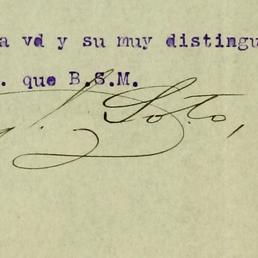 a vd y su muy distingu
. que B.S.M.
Soto,